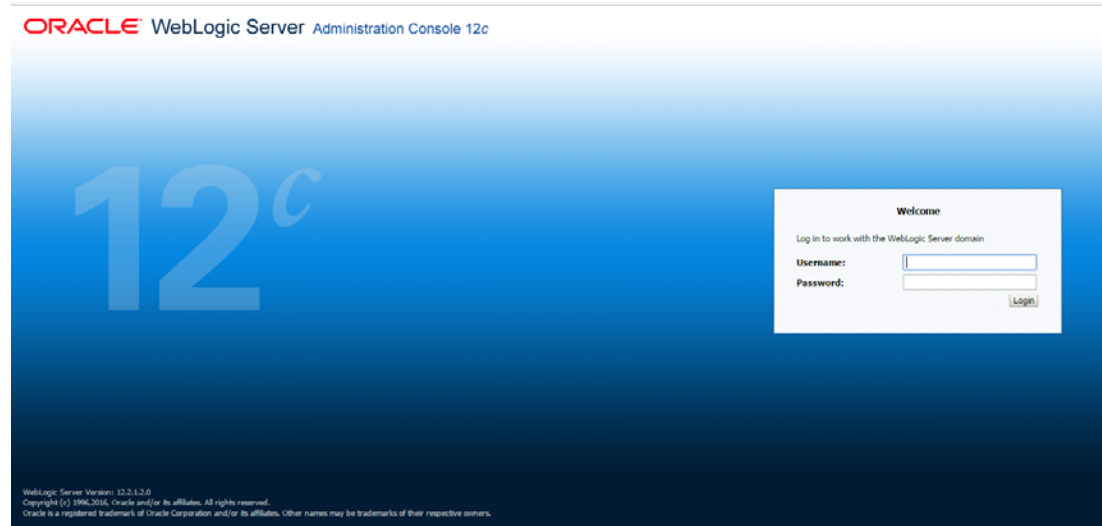 ORACLE WebLogic Server Administration Console 12c
12c
Welcome
Log in to work with the WebLogic Server domain
Username:
Password:
Login
WebLogic Server Version: 12.2.1.2.0
Copyright (c) 1996,2016, Oracle and/or its affiliates. All rights reserved.
Oracle is a registered trademark of Oracle Corporation and/or its affiliates. Other names may be trademarks of their respective owners.